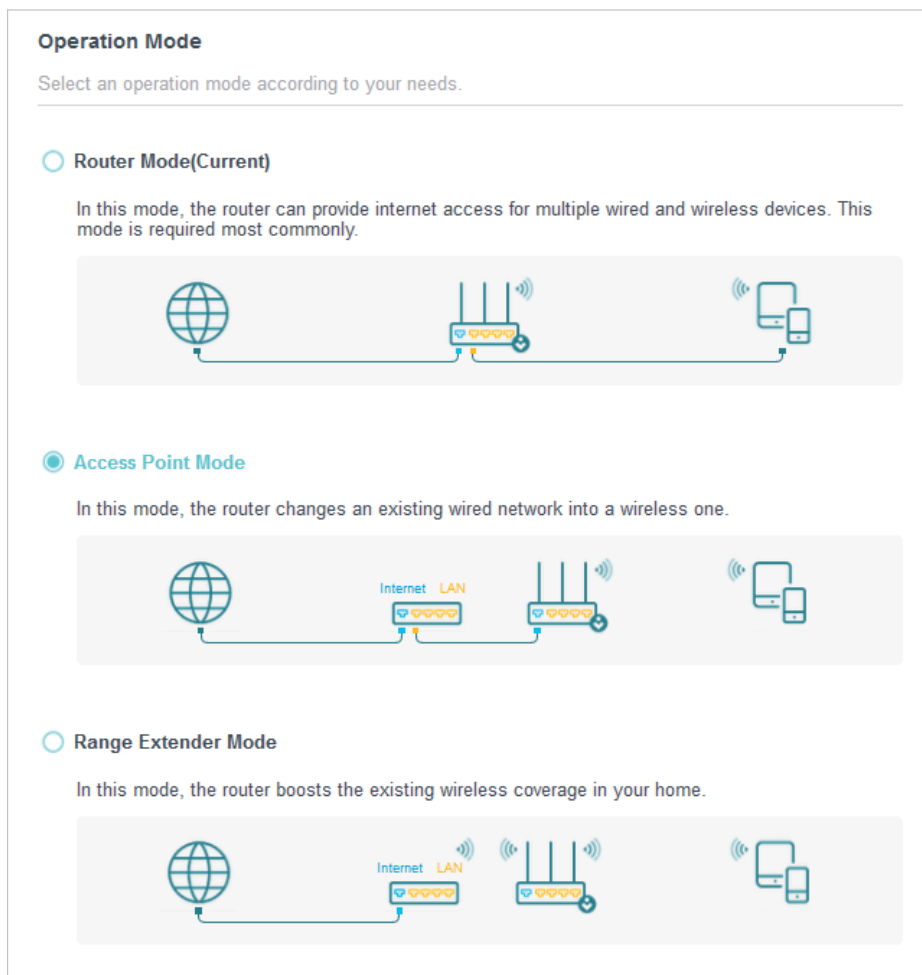 Operation Mode
Select an operation mode according to your needs.
Router Mode(Current)
In this mode, the router can provide internet access for multiple wired and wireless devices. This
mode is required most commonly.
Access Point Mode
In this mode, the router changes an existing wired network into a wireless one.
Internet LAN
Range Extender Mode
In this mode, the router boosts the existing wireless coverage in your home.
Internet LAN